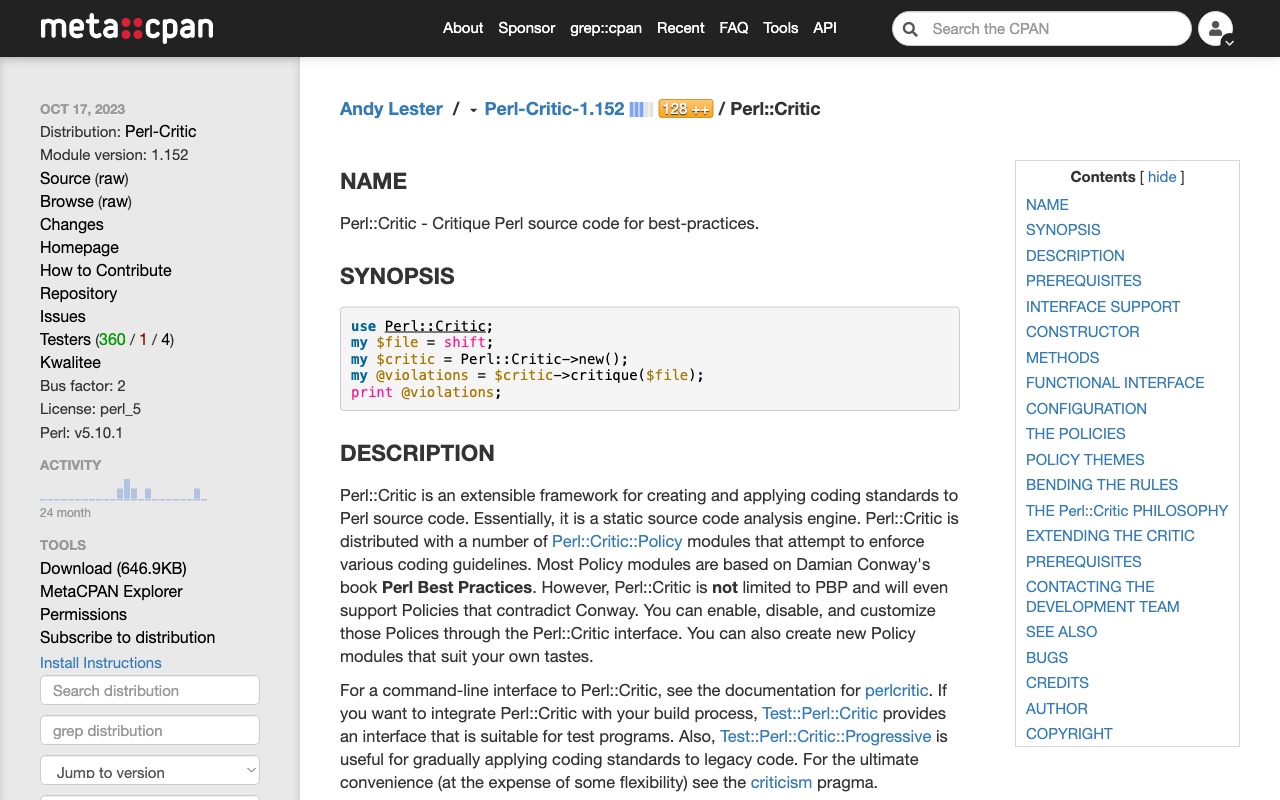 meta::cpan
About Sponsor grep::cpan Recent FAQ Tools API
Search the CPAN
OCT 17, 2023
Distribution: Perl-Critic
Module version: 1.152
Source (raw)
Browse (raw)
Changes
Homepage
How to Contribute
Repository
Issues
Testers (360 / 1 / 4)
Kwalitee
Bus factor: 2
License: perl_5
Perl: v5.10.1
ACTIVITY
24 month
TOOLS
Download (646.9KB)
MetaCPAN Explorer
Permissions
Subscribe to distribution
Install Instructions
Search distribution
grep distribution
Jump to version
Andy Lester / Perl-Critic-1.152 128 ++ / Perl::Critic
NAME
Perl::Critic - Critique Perl source code for best-practices.
SYNOPSIS
use Perl::Critic;
my $file = shift;
my $critic = Perl::Critic->new();
my @violations = $critic->critique($file);
print @violations;
DESCRIPTION
Perl::Critic is an extensible framework for creating and applying coding standards to
Perl source code. Essentially, it is a static source code analysis engine. Perl::Critic is
distributed with a number of Perl::Critic::Policy modules that attempt to enforce
various coding guidelines. Most Policy modules are based on Damian Conway's
book Perl Best Practices. However, Perl::Critic is not limited to PBP and will even
support Policies that contradict Conway. You can enable, disable, and customize
those Polices through the Perl::Critic interface. You can also create new Policy
modules that suit your own tastes.
For a command-line interface to Perl::Critic, see the documentation for perlcritic. If
you want to integrate Perl::Critic with your build process, Test::Perl::Critic provides
an interface that is suitable for test programs. Also, Test::Perl::Critic::Progressive is
useful for gradually applying coding standards to legacy code. For the ultimate
convenience (at the expense of some flexibility) see the criticism pragma.
Contents [ hide ]
NAME
SYNOPSIS
DESCRIPTION
PREREQUISITES
INTERFACE SUPPORT
CONSTRUCTOR
METHODS
FUNCTIONAL INTERFACE
CONFIGURATION
THE POLICIES
POLICY THEMES
BENDING THE RULES
THE Perl::Critic PHILOSOPHY
EXTENDING THE CRITIC
PREREQUISITES
CONTACTING THE
DEVELOPMENT TEAM
SEE ALSO
BUGS
CREDITS
AUTHOR
COPYRIGHT